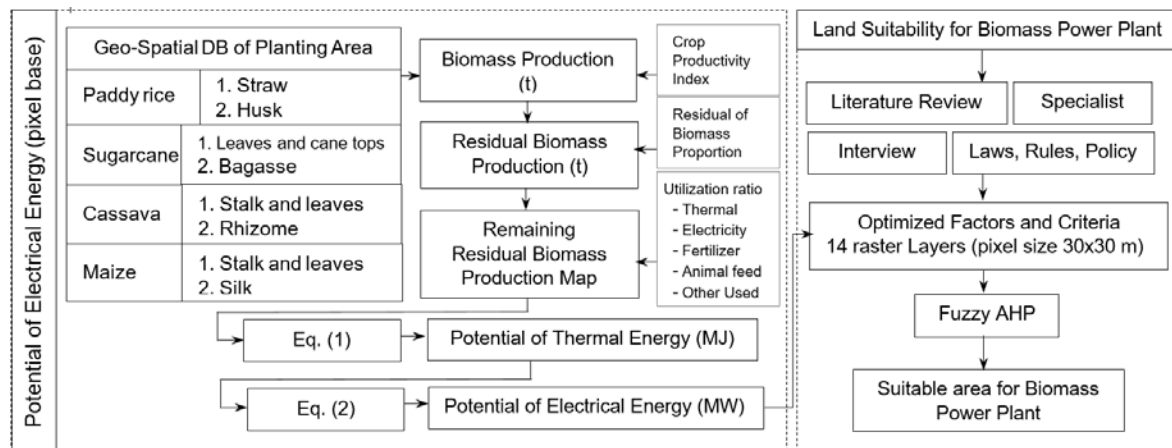 Potential of Electrical Energy (pixel base)
Geo-Spatial DB of Planting Area
Paddy rice
1. Straw
2. Husk
Sugarcane
1. Leaves and cane tops
2. Bagasse
Cassava
1. Stalk and leaves
2. Rhizome
Maize
1. Stalk and leaves
2. Silk
Biomass Production
(t)
Residual Biomass
Production (t)
Remaining
Residual Biomass
Production Map
Crop
Productivity
Index
Residual of
Biomass
Proportion
Utilization ratio
- Thermal
- Electricity
- Fertilizer
- Animal feed
- Other Used
Eq. (1)
Potential of Thermal Energy (MJ)
Eq. (2)
Potential of Electrical Energy (MW)
Land Suitability for Biomass Power Plant
Literature Review
Specialist
Interview
Laws, Rules, Policy
Optimized Factors and Criteria
14 raster Layers (pixel size 30x30 m)
Fuzzy AHP
Suitable area for Biomass
Power Plant